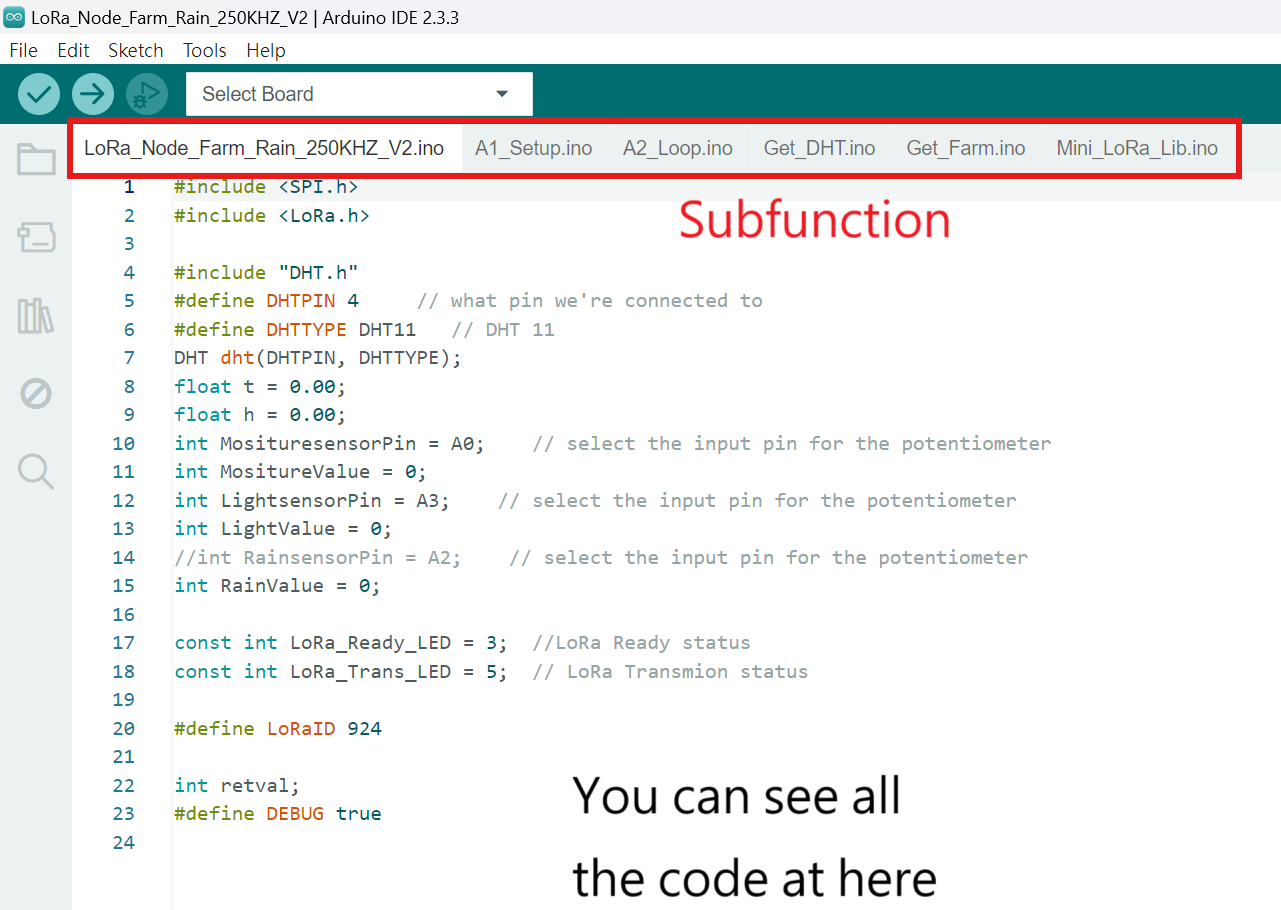 LoRa_Node_Farm_Rain_250KHZ_V2 | Arduino IDE 2.3.3
File Edit Sketch Tools Help
Select Board
LoRa_Node_Farm_Rain_250KHZ_V2.ino A1_Setup.ino A2_Loop.ino Get_DHT.ino Get_Farm.ino Mini_LoRa_Lib.ino
1 #include <SPI.h>
Subfunction
2 #include <LoRa.h>
3
4 #include "DHT.h"
5 #define DHTPIN 4     // what pin we're connected to
6 #define DHTTYPE DHT11   // DHT 11
7 DHT dht(DHTPIN, DHTTYPE);
8 float t = 0.00;
9 float h = 0.00;
10 int MosituresensorPin = A0;    // select the input pin for the potentiometer
11 int MositureValue = 0;
12 int LightsensorPin = A3;    // select the input pin for the potentiometer
13 int LightValue = 0;
14 //int RainsensorPin = A2;    // select the input pin for the potentiometer
15 int RainValue = 0;
16
17 const int LoRa_Ready_LED = 3;  //LoRa Ready status
18 const int LoRa_Trans_LED = 5;  // LoRa Transmion status
19
20 #define LoRaID 924
21
22 int retval;
23 #define DEBUG true
24
You can see all
the code at here